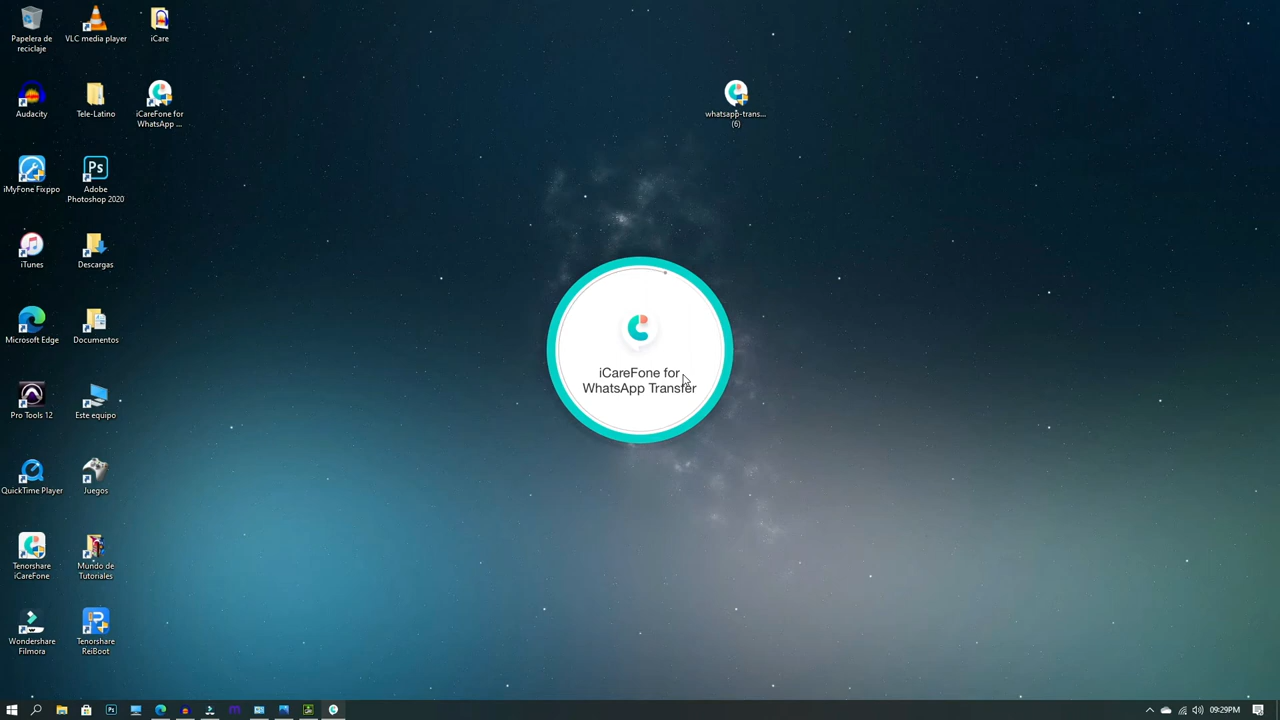 Papelera de
reciclaje
VLC media player
iCare
Audacity
Tele-Latino
iCareFone for
WhatsApp ...
whatsapp-trans...
(6)
iMyFone Fixppo
Ps
Adobe
Photoshop 2020
iTunes
Descargas
iCareFone for
WhatsApp Transfer
Microsoft Edge
Documentos
Pro Tools 12
Este equipo
QuickTime Player
Juegos
Tenorshare
iCareFone
Mundo de
Tutoriales
Wondershare
Filmora
Tenorshare
ReiBoot
Ps
09:29PM